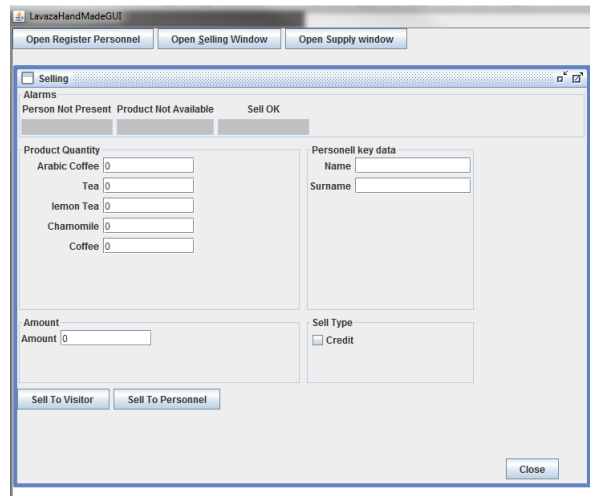 LavazaHandMadeGUI
Open Register Personnel Open Selling Window Open Supply window
Selling
Alarms
Person Not Present Product Not Available Sell OK
Product Quantity Personell key data
Arabic Coffee 0 Name
Tea 0 Surname
lemon Tea 0
Chamomile 0
Coffee 0
Amount Sell Type
Amount 0 Credit
Sell To Visitor Sell To Personnel
Close